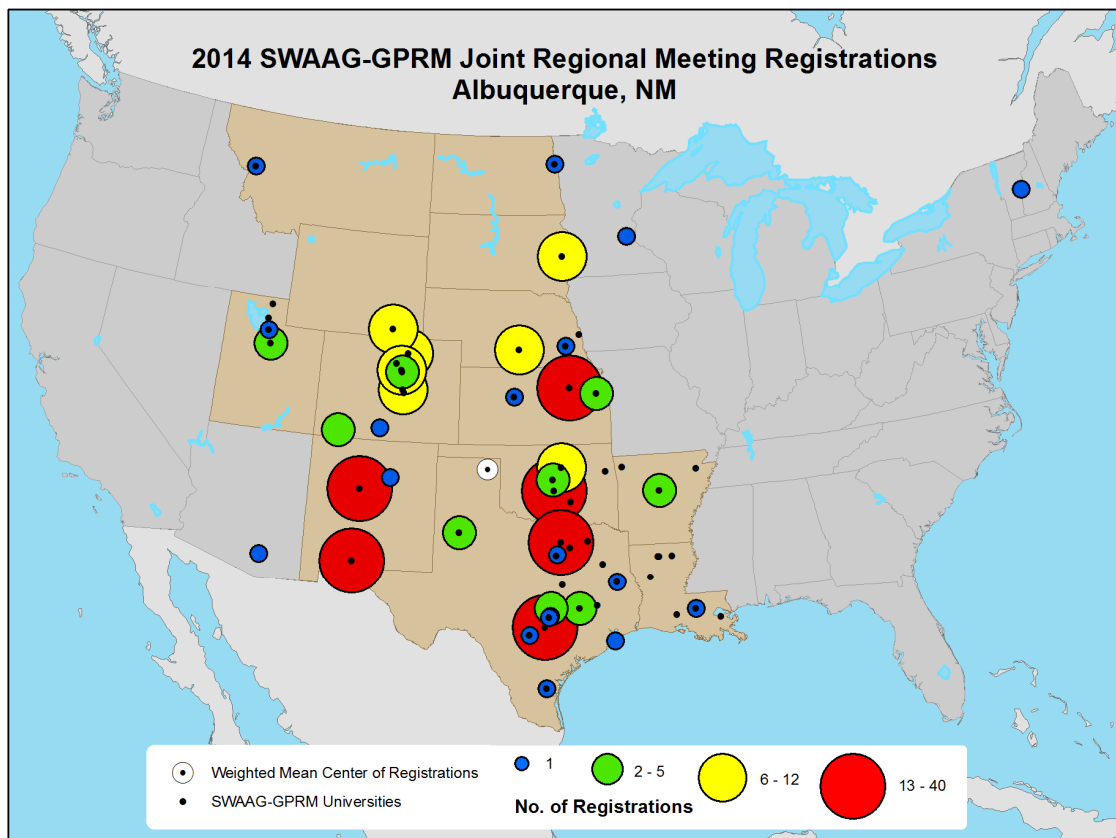 2014 SWAAG-GPRM Joint Regional Meeting Registrations
Albuquerque, NM
Weighted Mean Center of Registrations
SWAAG-GPRM Universities
1
2 - 5
6 - 12
13 - 40
No. of Registrations